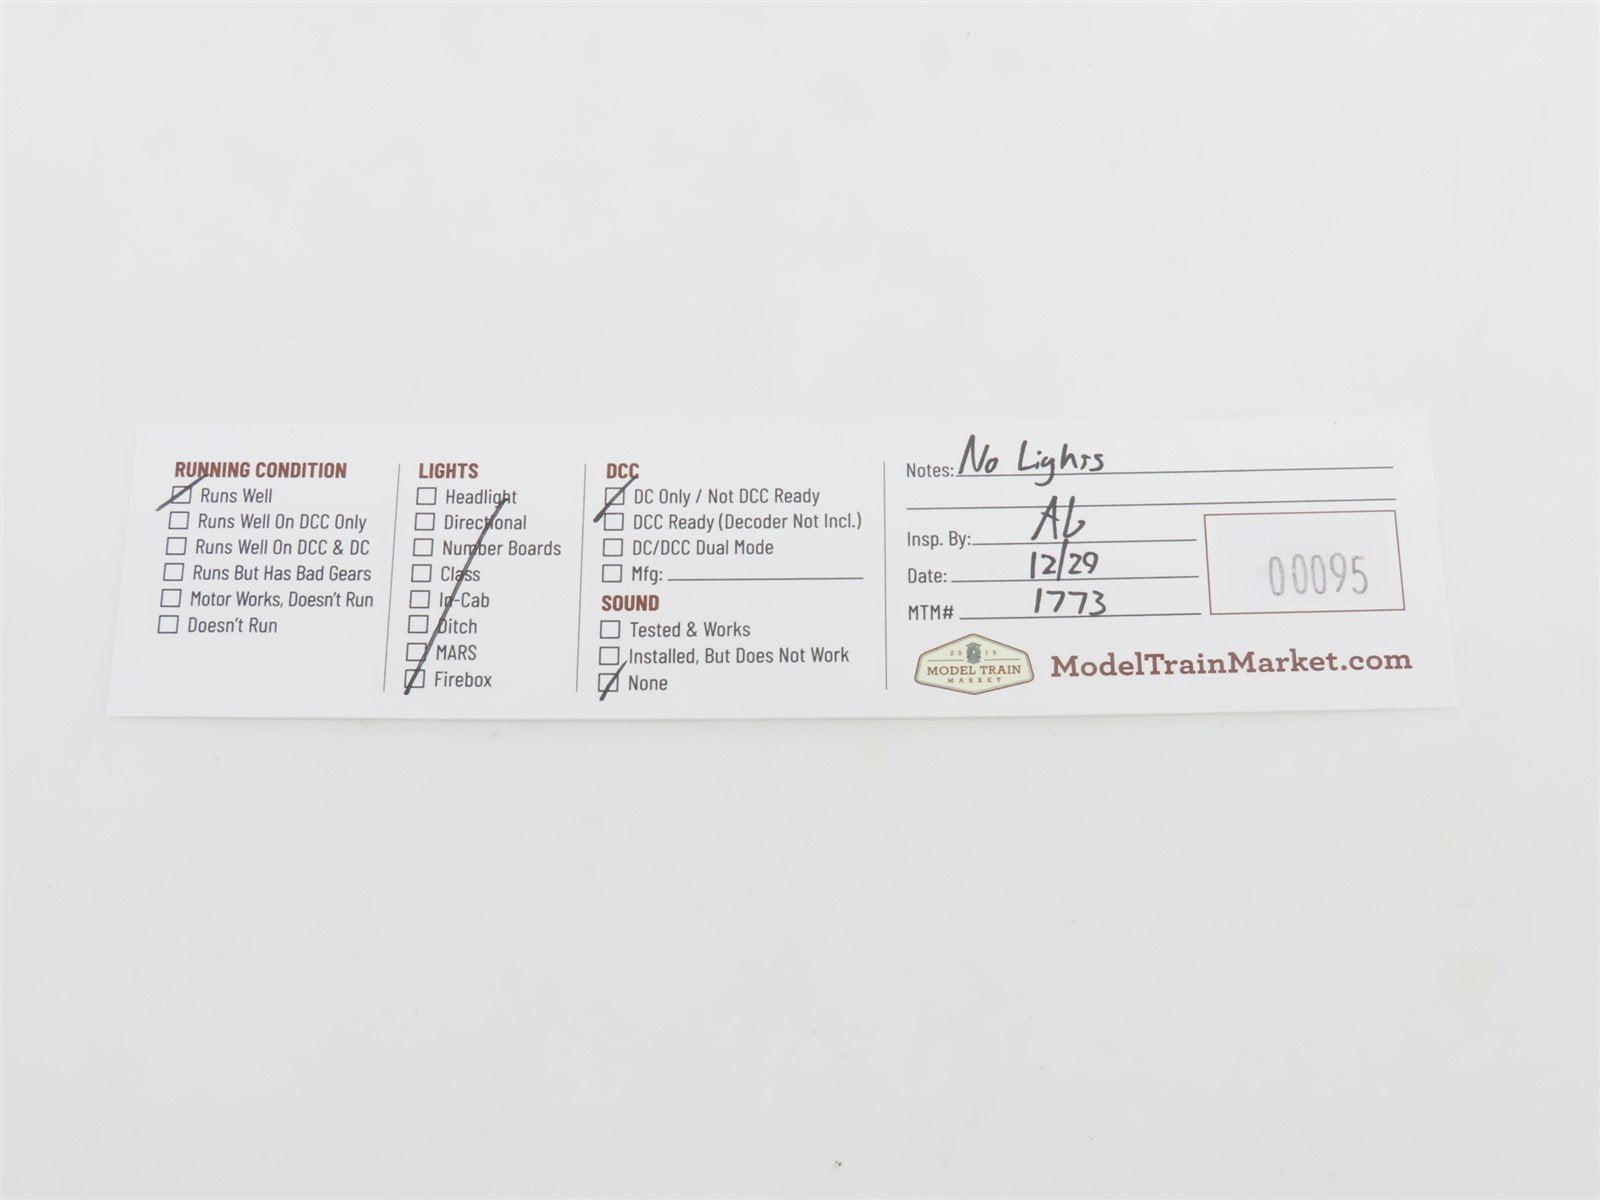 RUNNING CONDITION
Runs Well
Runs Well On DCC Only
Runs Well On DCC & DC
Runs But Has Bad Gears
Motor Works, Doesn't Run
Doesn't Run
LIGHTS
Headlight
Directional
Number Boards
Class
In-Cab
Ditch
MARS
Firebox
DCC
DC Only / Not DCC Ready
DCC Ready (Decoder Not Incl.)
DC/DCC Dual Mode
Mfg:
SOUND
Tested & Works
Installed, But Does Not Work
None
Notes: No Lights
Insp. By:
Date: 12/29
MTM# 1773
00095
2015
MODEL TRAIN
MARKET
ModelTrainMarket.com